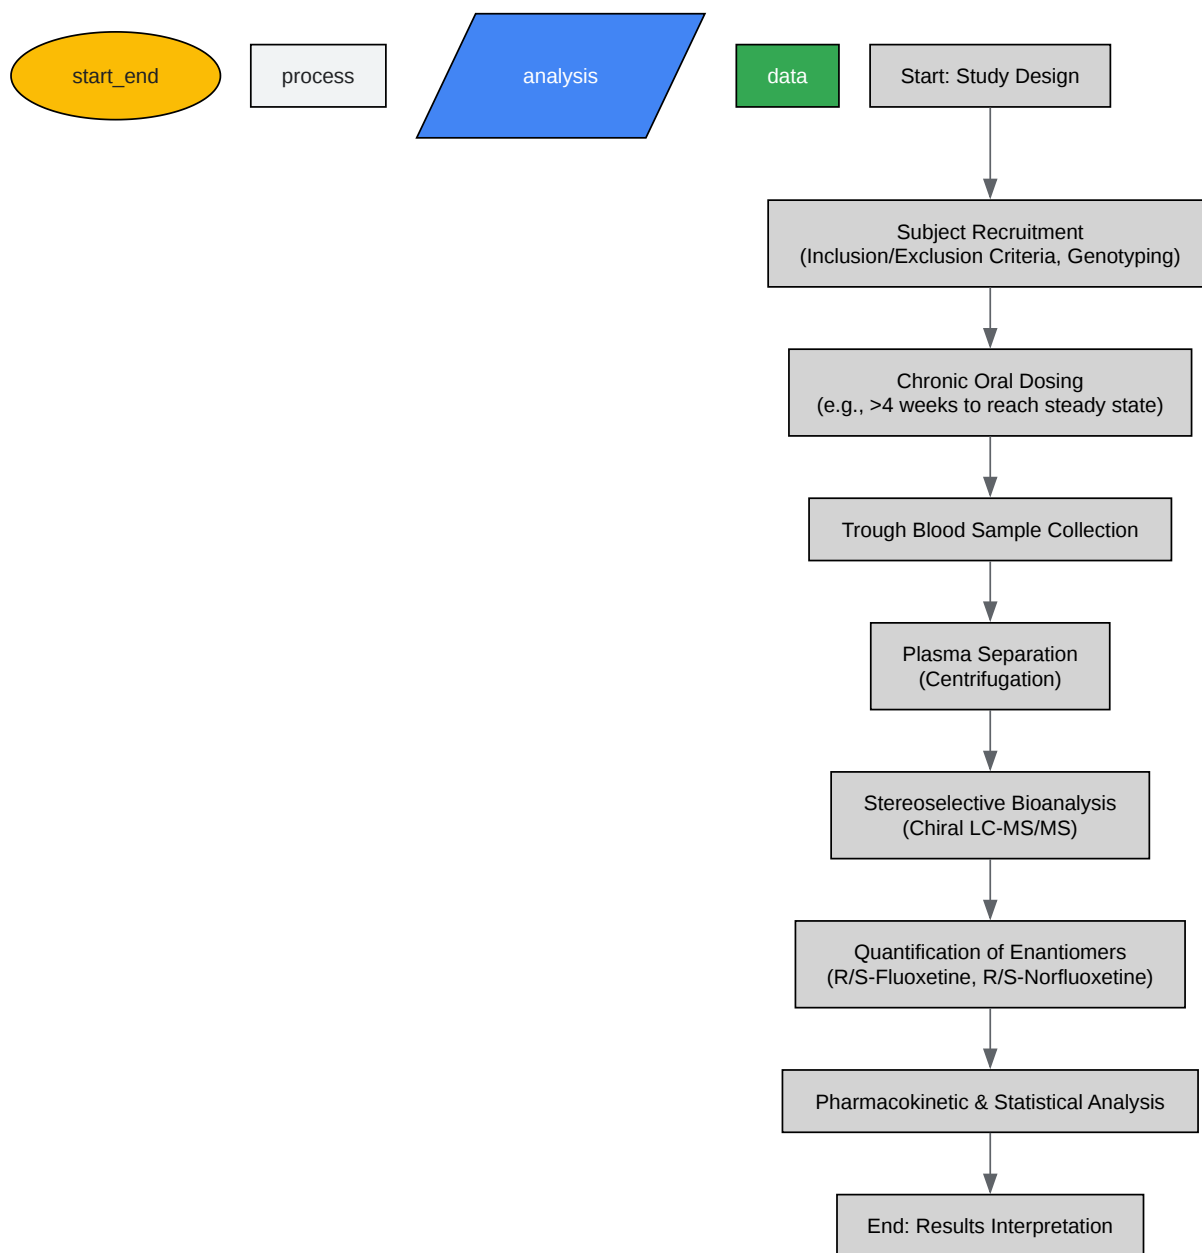 start_end
process
analysis
data
Start: Study Design
Subject Recruitment
(Inclusion/Exclusion Criteria, Genotyping)
Chronic Oral Dosing
(e.g., >4 weeks to reach steady state)
Trough Blood Sample Collection
Plasma Separation
(Centrifugation)
Stereoselective Bioanalysis
(Chiral LC-MS/MS)
Quantification of Enantiomers
(R/S-Fluoxetine, R/S-Norfluoxetine)
Pharmacokinetic & Statistical Analysis
End: Results Interpretation